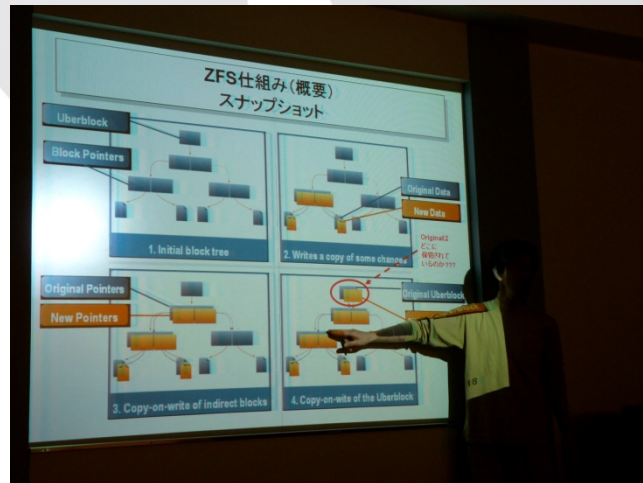 ZFS仕組み(概要)
スナップショット
Uberblock
Block Pointers
1. Initial block tree
Original Data
New Data
2. Writes a copy of some changes
Originalは
どこに
保管されて
いるのか???
Original Pointers
New Pointers
3. Copy-on-write of indirect blocks
Original Uberblock
4. Copy-on-wite of the Uberblock